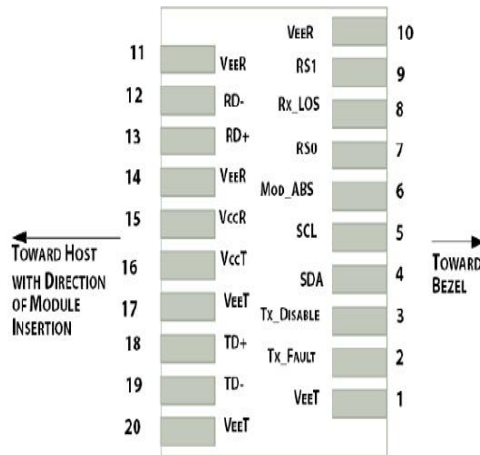 VEER 10
11 VEER RS1 9
12 RD- RX_LOS 8
13 RD+ RS0 7
14 VEER MOD_ABS 6
15 VCCR SCL 5
TOWARD HOST
WITH DIRECTION
OF MODULE
INSERTION
TOWARD
BEZEL
16 VCCT SDA 4
17 VEET TX_DISABLE 3
18 TD+ TX_FAULT 2
19 TD- VEET 1
20 VEET